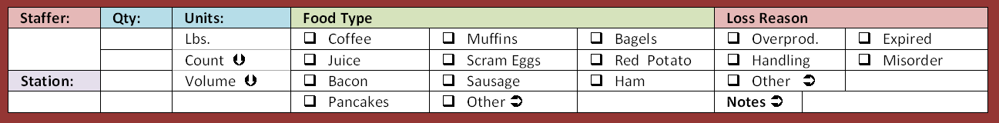 Staffer: Qty: Units: Food Type Loss Reason
Lbs. ❑ Coffee ❑ Muffins ❑ Bagels ❑ Overprod. ❑ Expired
Count ➲ ❑ Juice ❑ Scram Eggs ❑ Red Potato ❑ Handling ❑ Misorder
Station: Volume ➲ ❑ Bacon ❑ Sausage ❑ Ham ❑ Other ➲
❑ Pancakes ❑ Other ➲ Notes ➲